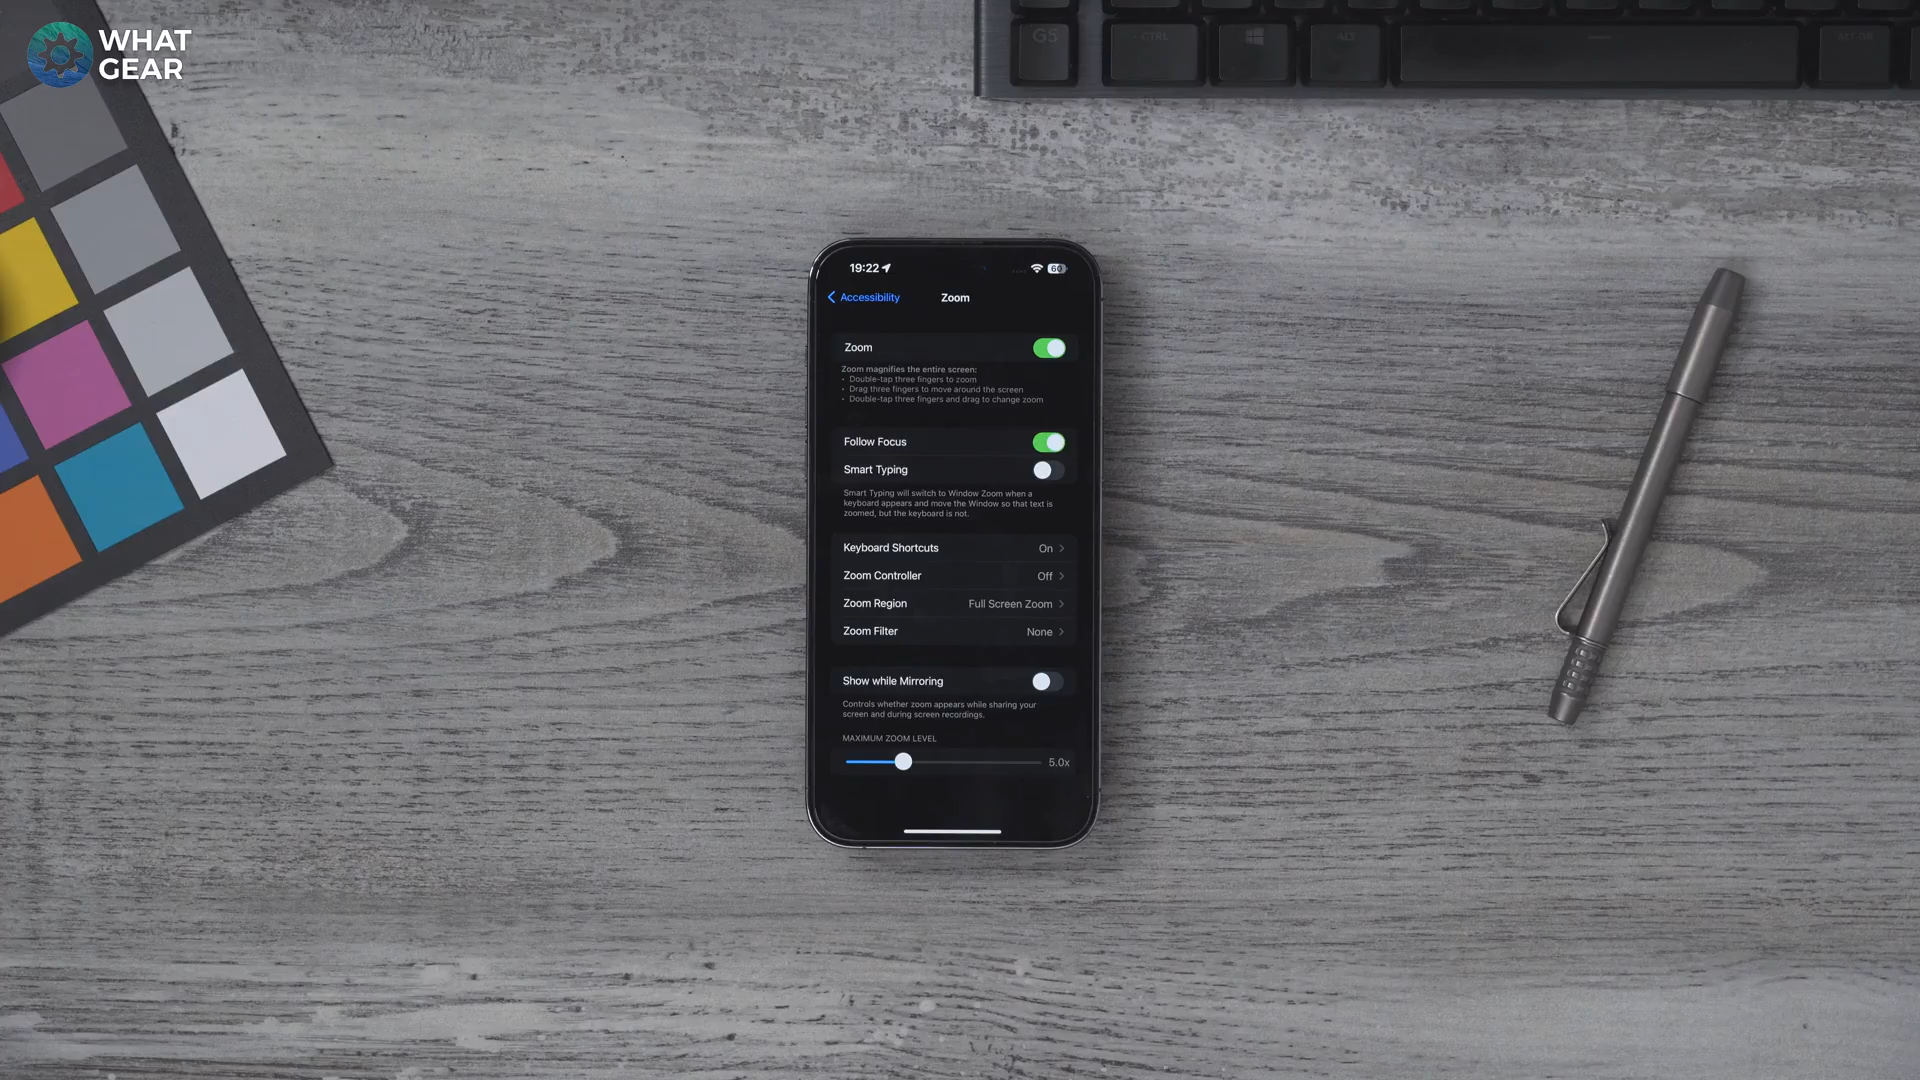 WHAT
GEAR
G5
CTRL
ALT
ALT GR
19:22
60
Accessibility
Zoom
Zoom
Zoom magnifies the entire screen:
• Double-tap three fingers to zoom
• Drag three fingers to move around the screen
• Double-tap three fingers and drag to change zoom
Follow Focus
Smart Typing
Smart Typing will switch to Window Zoom when a
keyboard appears and move the Window so that text is
zoomed, but the keyboard is not.
Keyboard Shortcuts On
Zoom Controller Off
Zoom Region Full Screen Zoom
Zoom Filter None
Show while Mirroring
Controls whether zoom appears while sharing your
screen and during screen recordings.
MAXIMUM ZOOM LEVEL
5.0x